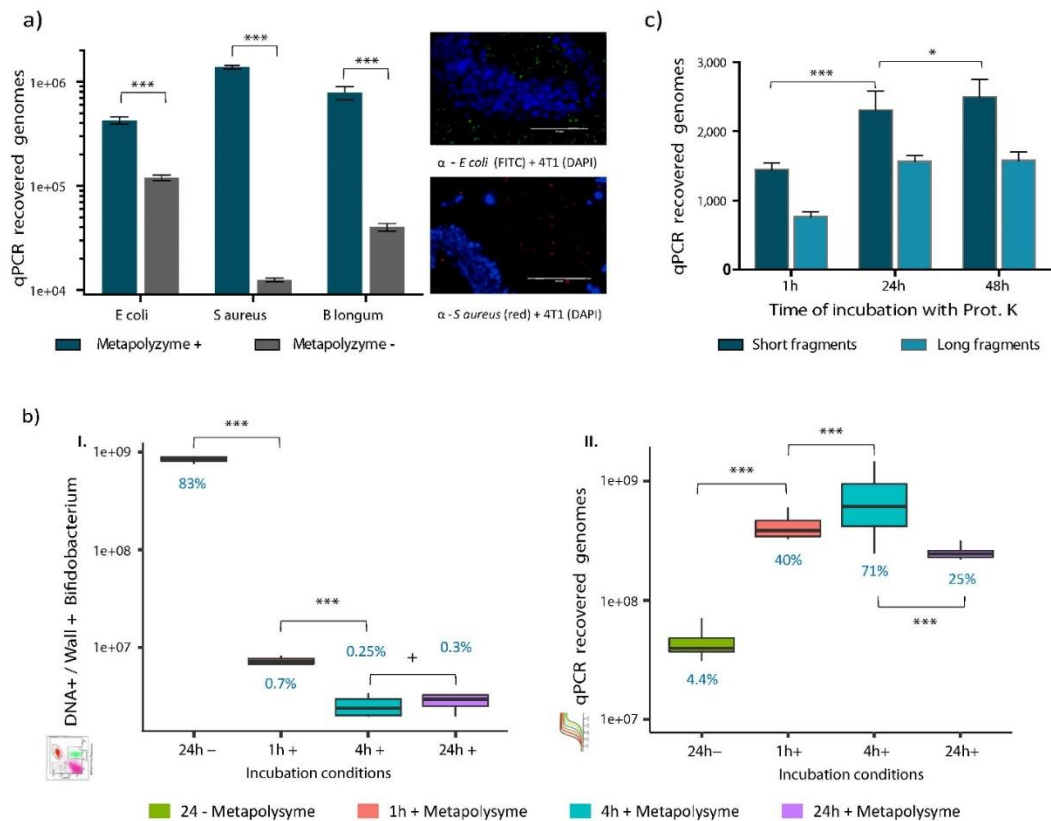 a)
qPCR recovered genomes
1e+06
1e+05
1e+04
***
***
***
E coli
S aureus
B longum
Metapolyzyme +
Metapolyzyme -
α - E coli (FITC) + 4T1 (DAPI)
α - S aureus (red) + 4T1 (DAPI)
c)
qPCR recovered genomes
3,000
2,000
1,000
0
***
*
1h
24h
48h
Time of incubation with Prot. K
Short fragments
Long fragments
b)
I.
DNA+ / Wall + Bifidobacterium
1e+09
1e+08
1e+07
***
83%
***
0.7%
0.25%
+
0.3%
24h –
1h +
4h +
24h +
Incubation conditions
II.
qPCR recovered genomes
1e+09
1e+08
1e+07
***
***
4.4%
40%
71%
25%
***
24h–
1h+
4h+
24h+
Incubation conditions
24 - Metapolysme
1h + Metapolysme
4h + Metapolysme
24h + Metapolysme